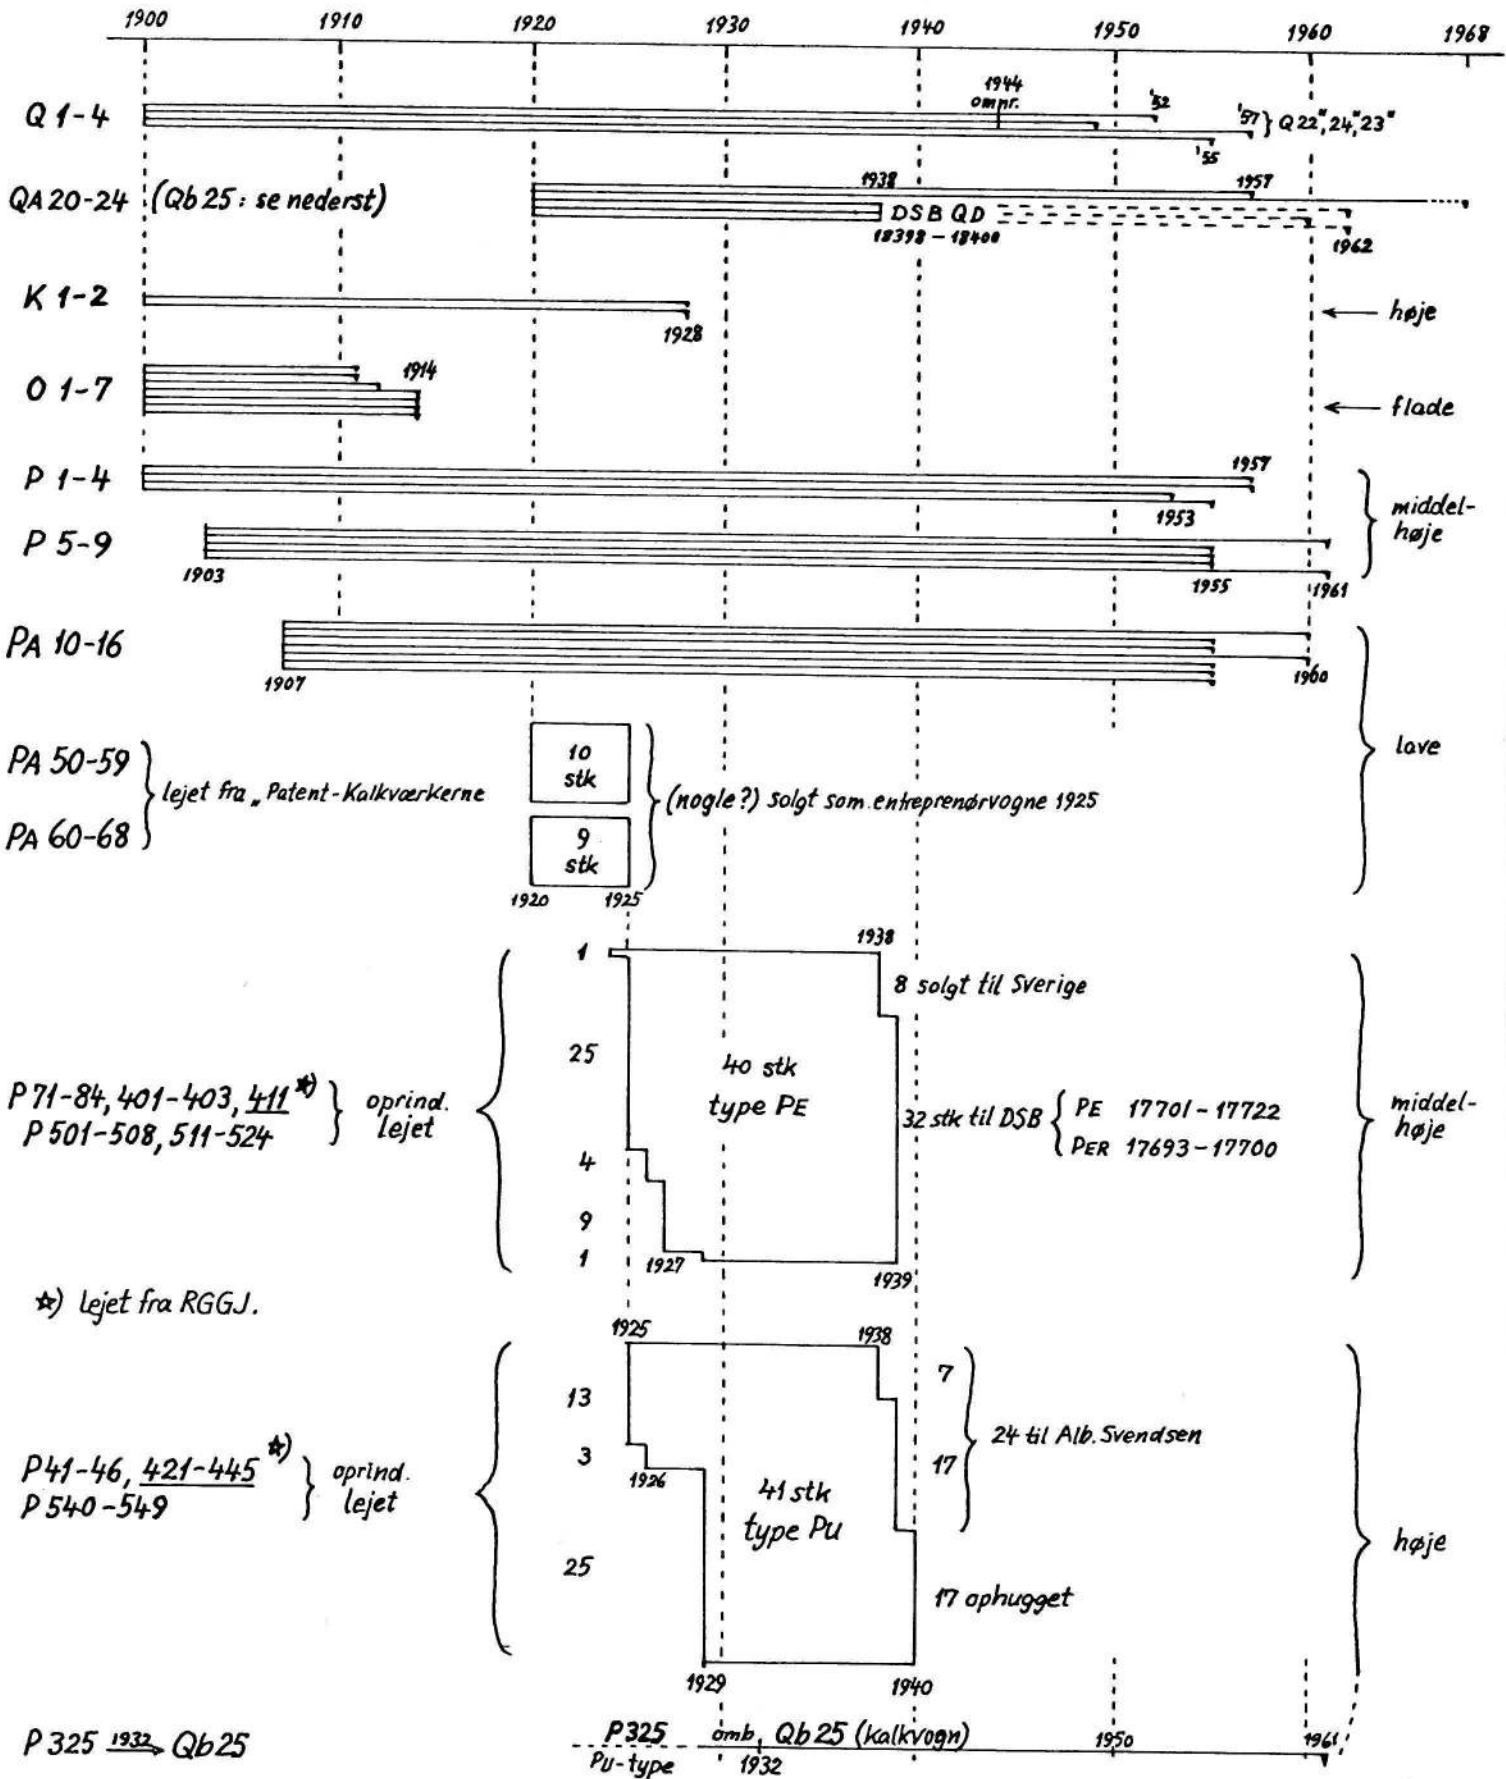 1900 1910 1920 1930 1940 1950 1960 1968
Q 1-4
1944
ompr.
'52
'57 } Q 22", 24", 23"
'55
QA 20-24 (Qb 25: se nederst)
1938
1957
DSB QD
18398-18400
1962
K 1-2
1928
← høje
O 1-7
1914
← flade
P 1-4
1957
1953
P 5-9
1903
1955
1961
middel-
høje
PA 10-16
1907
1960
PA 50-59
PA 60-68
lejet fra „Patent-Kalkværkerne
10
stk
9
stk
1920 1925
(nogle?) solgt som entreprenørvogne 1925
lave
1
25
4
9
1
1938
8 solgt til Sverige
P 71-84, 401-403, 411 ☆)
P 501-508, 511-524
oprind.
lejet
40 stk
type PE
32 stk til DSB
PE 17701-17722
PER 17693-17700
1927
1939
middel-
høje
☆) lejet fra RGGJ.
1925
1938
13
3
25
7
17
24 til Alb. Svendsen
P 41-46, 421-445 ☆)
P 540-549
oprind.
lejet
1926
41 stk
type PU
17 ophugget
høje
1929
1940
P 325 1932→ Qb 25
P 325 omb. Qb 25 (kalkvogn)
PU-type 1932 1950 1961